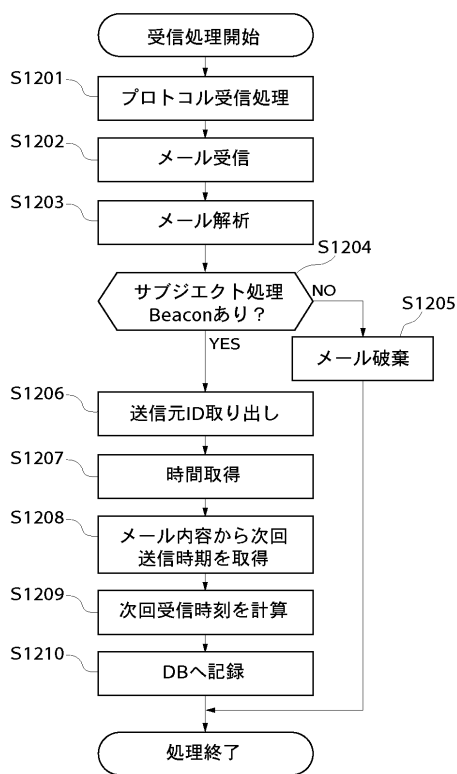 受信処理開始
S1201
プロトコル受信処理
S1202
メール受信
S1203
メール解析
S1204
サブジエクト処理
Beaconあり？
NO
YES
S1205
メール破棄
S1206
送信元ID取り出し
S1207
時間取得
S1208
メール内容から次回
送信時期を取得
S1209
次回受信時刻を計算
S1210
DBへ記録
処理終了